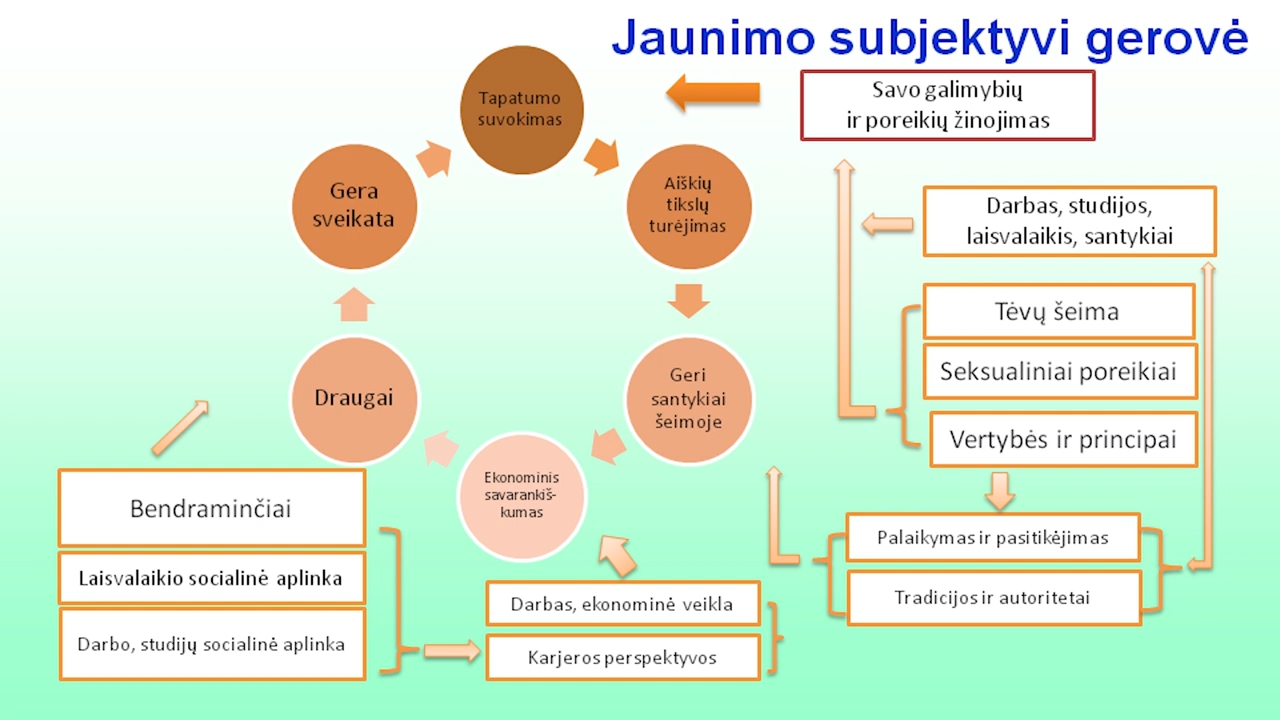 Jaunimo subjektyvi gerovė
Tapatumo
suvokimas
Aiškių
tikslų
turėjimas
Geri
santykiai
šeimoje
Ekonominis
savarankiš-
kumas
Draugai
Gera
sveikata
Savo galimybių
ir poreikių žinojimas
Darbas, studijos,
laisvalaikis, santykiai
Tėvų šeima
Seksualiniai poreikiai
Vertybės ir principai
Palaikymas ir pasitikėjimas
Tradicijos ir autoritetai
Bendraminčiai
Laisvalaikio socialinė aplinka
Darbo, studijų socialinė aplinka
Darbas, ekonominė veikla
Karjeros perspektyvos